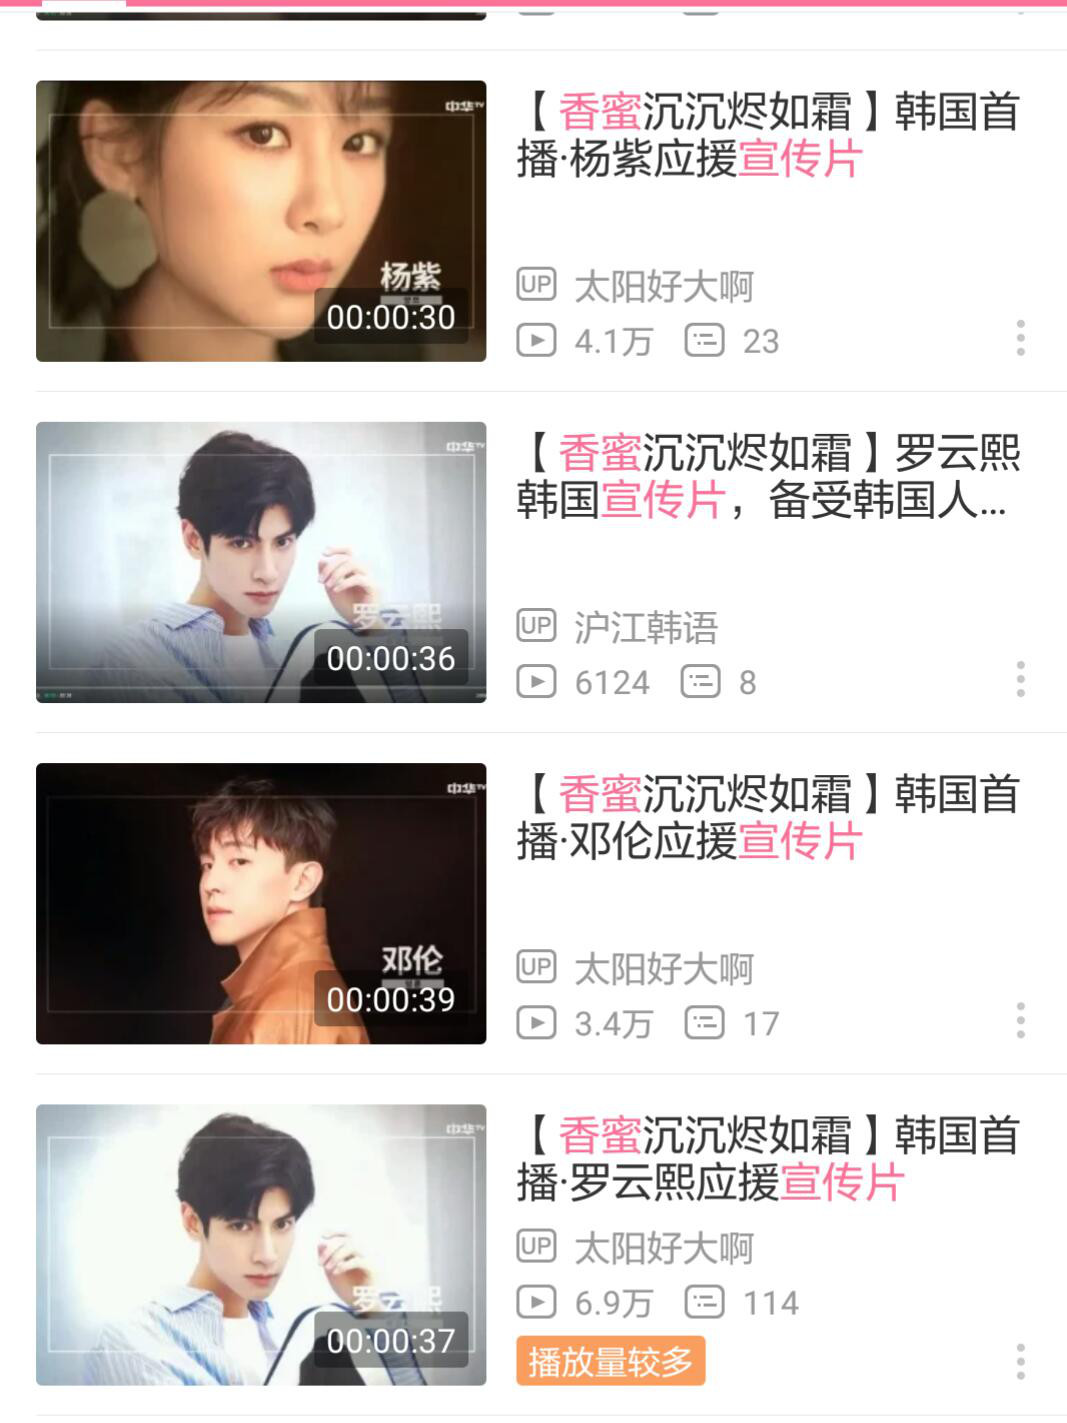 中华TV
【香蜜沉沉烬如霜】韩国首
播·杨紫应援宣传片
杨紫
00:00:30
UP 太阳好大啊
4.1万 23
中华TV
【香蜜沉沉烬如霜】罗云熙
韩国宣传片，备受韩国人...
罗云熙
00:00:36
UP 沪江韩语
6124 8
中华TV
【香蜜沉沉烬如霜】韩国首
播·邓伦应援宣传片
邓伦
00:00:39
UP 太阳好大啊
3.4万 17
中华TV
【香蜜沉沉烬如霜】韩国首
播·罗云熙应援宣传片
罗云熙
00:00:37
UP 太阳好大啊
6.9万 114
播放量较多